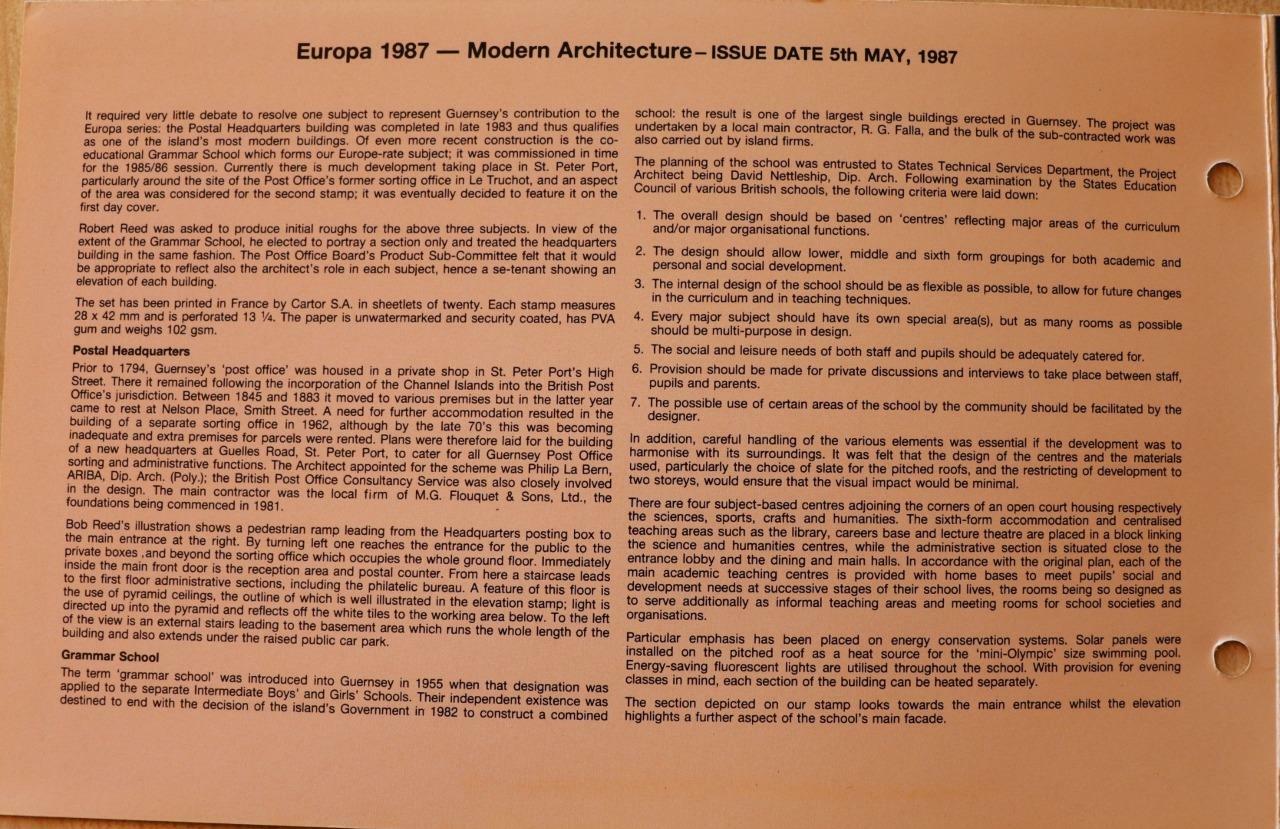 Europa 1987 — Modern Architecture – ISSUE DATE 5th MAY, 1987
It required very little debate to resolve one subject to represent Guernsey's contribution to the
Europa series: the Postal Headquarters building was completed in late 1983 and thus qualifies
as one of the island's most modern buildings. Of even more recent construction is the co-
educational Grammar School which forms our Europe-rate subject; it was commissioned in time
for the 1985/86 session. Currently there is much development taking place in St. Peter Port,
particularly around the site of the Post Office's former sorting office in Le Truchot, and an aspect
of the area was considered for the second stamp; it was eventually decided to feature it on the
first day cover.
Robert Reed was asked to produce initial roughs for the above three subjects. In view of the
extent of the Grammar School, he elected to portray a section only and treated the headquarters
building in the same fashion. The Post Office Board's Product Sub-Committee felt that it would
be appropriate to reflect also the architect's role in each subject, hence a se-tenant showing an
elevation of each building.
The set has been printed in France by Cartor S.A. in sheetlets of twenty. Each stamp measures
28 x 42 mm and is perforated 13 ¼. The paper is unwatermarked and security coated, has PVA
gum and weighs 102 gsm.
Postal Headquarters
Prior to 1794, Guernsey's 'post office' was housed in a private shop in St. Peter Port's High
Street. There it remained following the incorporation of the Channel Islands into the British Post
Office's jurisdiction. Between 1845 and 1883 it moved to various premises but in the latter year
came to rest at Nelson Place, Smith Street. A need for further accommodation resulted in the
building of a separate sorting office in 1962, although by the late 70's this was becoming
inadequate and extra premises for parcels were rented. Plans were therefore laid for the building
of a new headquarters at Guelles Road, St. Peter Port, to cater for all Guernsey Post Office
sorting and administrative functions. The Architect appointed for the scheme was Philip La Bern,
ARIBA, Dip. Arch. (Poly.); the British Post Office Consultancy Service was also closely involved
in the design. The main contractor was the local firm of M.G. Flouquet & Sons, Ltd., the
foundations being commenced in 1981.
Bob Reed's illustration shows a pedestrian ramp leading from the Headquarters posting box to
the main entrance at the right. By turning left one reaches the entrance for the public to the
private boxes ,and beyond the sorting office which occupies the whole ground floor. Immediately
inside the main front door is the reception area and postal counter. From here a staircase leads
to the first floor administrative sections, including the philatelic bureau. A feature of this floor is
the use of pyramid ceilings, the outline of which is well illustrated in the elevation stamp; light is
directed up into the pyramid and reflects off the white tiles to the working area below. To the left
of the view is an external stairs leading to the basement area which runs the whole length of the
building and also extends under the raised public car park.
Grammar School
The term 'grammar school' was introduced into Guernsey in 1955 when that designation was
applied to the separate Intermediate Boys' and Girls' Schools. Their independent existence was
destined to end with the decision of the island's Government in 1982 to construct a combined
school: the result is one of the largest single buildings erected in Guernsey. The project was
undertaken by a local main contractor, R. G. Falla, and the bulk of the sub-contracted work was
also carried out by island firms.
The planning of the school was entrusted to States Technical Services Department, the Project
Architect being David Nettleship, Dip. Arch. Following examination by the States Education
Council of various British schools, the following criteria were laid down:
1. The overall design should be based on 'centres' reflecting major areas of the curriculum
and/or major organisational functions.
2. The design should allow lower, middle and sixth form groupings for both academic and
personal and social development.
3. The internal design of the school should be as flexible as possible, to allow for future changes
in the curriculum and in teaching techniques.
4. Every major subject should have its own special area(s), but as many rooms as possible
should be multi-purpose in design.
5. The social and leisure needs of both staff and pupils should be adequately catered for.
6. Provision should be made for private discussions and interviews to take place between staff,
pupils and parents.
7. The possible use of certain areas of the school by the community should be facilitated by the
designer.
In addition, careful handling of the various elements was essential if the development was to
harmonise with its surroundings. It was felt that the design of the centres and the materials
used, particularly the choice of slate for the pitched roofs, and the restricting of development to
two storeys, would ensure that the visual impact would be minimal.
There are four subject-based centres adjoining the corners of an open court housing respectively
the sciences, sports, crafts and humanities. The sixth-form accommodation and centralised
teaching areas such as the library, careers base and lecture theatre are placed in a block linking
the science and humanities centres, while the administrative section is situated close to the
entrance lobby and the dining and main halls. In accordance with the original plan, each of the
main academic teaching centres is provided with home bases to meet pupils' social and
development needs at successive stages of their school lives, the rooms being so designed as
to serve additionally as informal teaching areas and meeting rooms for school societies and
organisations.
Particular emphasis has been placed on energy conservation systems. Solar panels were
installed on the pitched roof as a heat source for the 'mini-Olympic' size swimming pool.
Energy-saving fluorescent lights are utilised throughout the school. With provision for evening
classes in mind, each section of the building can be heated separately.
The section depicted on our stamp looks towards the main entrance whilst the elevation
highlights a further aspect of the school's main facade.